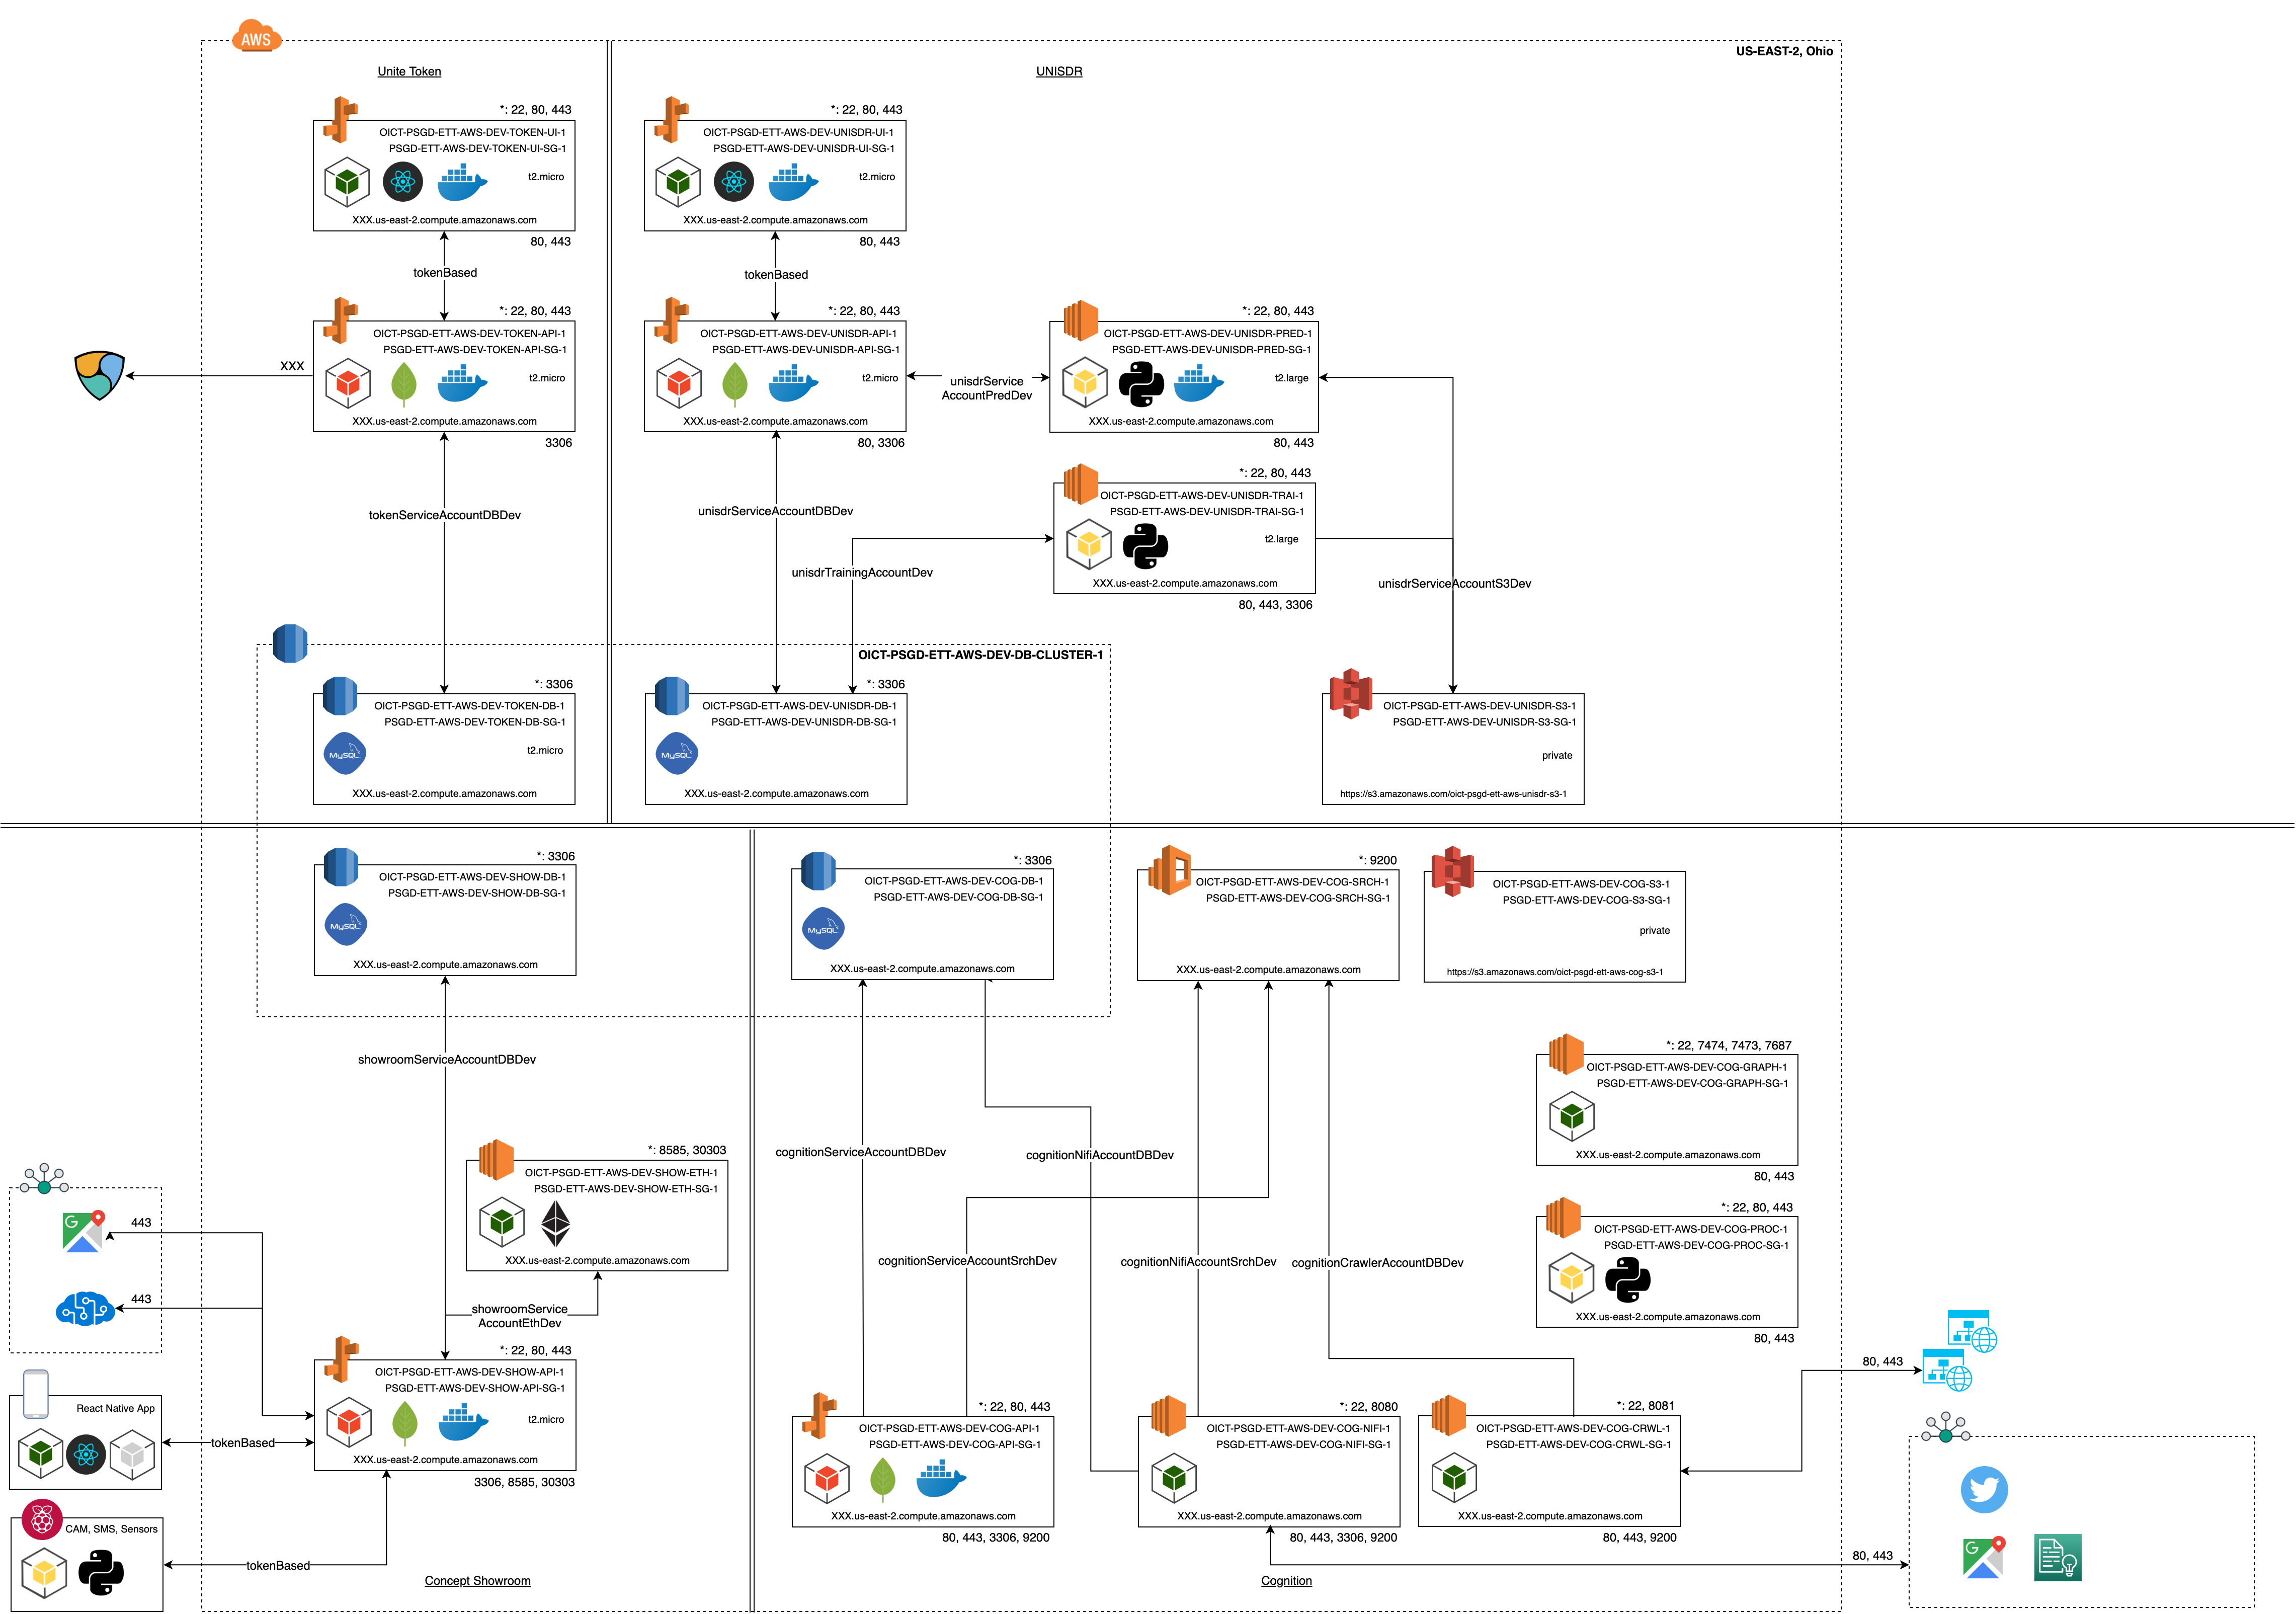 AWS
US-EAST-2, Ohio
Unite Token
UNISDR
*: 22, 80, 443
OICT-PSGD-ETT-AWS-DEV-TOKEN-UI-1
PSGD-ETT-AWS-DEV-TOKEN-UI-SG-1
t2.micro
XXX.us-east-2.compute.amazonaws.com
80, 443
tokenBased
*: 22, 80, 443
OICT-PSGD-ETT-AWS-DEV-TOKEN-API-1
PSGD-ETT-AWS-DEV-TOKEN-API-SG-1
t2.micro
XXX.us-east-2.compute.amazonaws.com
3306
XXX
tokenServiceAccountDBDev
*: 22, 80, 443
OICT-PSGD-ETT-AWS-DEV-UNISDR-UI-1
PSGD-ETT-AWS-DEV-UNISDR-UI-SG-1
t2.micro
XXX.us-east-2.compute.amazonaws.com
80, 443
tokenBased
*: 22, 80, 443
OICT-PSGD-ETT-AWS-DEV-UNISDR-API-1
PSGD-ETT-AWS-DEV-UNISDR-API-SG-1
t2.micro
XXX.us-east-2.compute.amazonaws.com
80, 3306
unisdrService
AccountPredDev
*: 22, 80, 443
OICT-PSGD-ETT-AWS-DEV-UNISDR-PRED-1
PSGD-ETT-AWS-DEV-UNISDR-PRED-SG-1
t2.large
XXX.us-east-2.compute.amazonaws.com
80, 443
*: 22, 80, 443
OICT-PSGD-ETT-AWS-DEV-UNISDR-TRAI-1
PSGD-ETT-AWS-DEV-UNISDR-TRAI-SG-1
t2.large
XXX.us-east-2.compute.amazonaws.com
80, 443, 3306
unisdrServiceAccountDBDev
unisdrTrainingAccountDev
unisdrServiceAccountS3Dev
OICT-PSGD-ETT-AWS-DEV-DB-CLUSTER-1
*: 3306
OICT-PSGD-ETT-AWS-DEV-TOKEN-DB-1
PSGD-ETT-AWS-DEV-TOKEN-DB-SG-1
MySQL
t2.micro
XXX.us-east-2.compute.amazonaws.com
*: 3306
OICT-PSGD-ETT-AWS-DEV-UNISDR-DB-1
PSGD-ETT-AWS-DEV-UNISDR-DB-SG-1
MySQL
XXX.us-east-2.compute.amazonaws.com
OICT-PSGD-ETT-AWS-DEV-UNISDR-S3-1
PSGD-ETT-AWS-DEV-UNISDR-S3-SG-1
private
https://s3.amazonaws.com/oict-psgd-ett-aws-unisdr-s3-1
*: 3306
OICT-PSGD-ETT-AWS-DEV-SHOW-DB-1
PSGD-ETT-AWS-DEV-SHOW-DB-SG-1
MySQL
XXX.us-east-2.compute.amazonaws.com
*: 3306
OICT-PSGD-ETT-AWS-DEV-COG-DB-1
PSGD-ETT-AWS-DEV-COG-DB-SG-1
MySQL
XXX.us-east-2.compute.amazonaws.com
*: 9200
OICT-PSGD-ETT-AWS-DEV-COG-SRCH-1
PSGD-ETT-AWS-DEV-COG-SRCH-SG-1
XXX.us-east-2.compute.amazonaws.com
OICT-PSGD-ETT-AWS-DEV-COG-S3-1
PSGD-ETT-AWS-DEV-COG-S3-SG-1
private
https://s3.amazonaws.com/oict-psgd-ett-aws-cog-s3-1
showroomServiceAccountDBDev
*: 8585, 30303
OICT-PSGD-ETT-AWS-DEV-SHOW-ETH-1
PSGD-ETT-AWS-DEV-SHOW-ETH-SG-1
XXX.us-east-2.compute.amazonaws.com
showroomService
AccountEthDev
G
443
443
*: 22, 80, 443
OICT-PSGD-ETT-AWS-DEV-SHOW-API-1
PSGD-ETT-AWS-DEV-SHOW-API-SG-1
t2.micro
XXX.us-east-2.compute.amazonaws.com
3306, 8585, 30303
React Native App
tokenBased
CAM, SMS, Sensors
tokenBased
Concept Showroom
cognitionServiceAccountDBDev
cognitionNifiAccountDBDev
cognitionServiceAccountSrchDev
cognitionNifiAccountSrchDev
cognitionCrawlerAccountDBDev
*: 22, 7474, 7473, 7687
OICT-PSGD-ETT-AWS-DEV-COG-GRAPH-1
PSGD-ETT-AWS-DEV-COG-GRAPH-SG-1
XXX.us-east-2.compute.amazonaws.com
80, 443
*: 22, 80, 443
OICT-PSGD-ETT-AWS-DEV-COG-PROC-1
PSGD-ETT-AWS-DEV-COG-PROC-SG-1
XXX.us-east-2.compute.amazonaws.com
80, 443
*: 22, 80, 443
OICT-PSGD-ETT-AWS-DEV-COG-API-1
PSGD-ETT-AWS-DEV-COG-API-SG-1
XXX.us-east-2.compute.amazonaws.com
80, 443, 3306, 9200
*: 22, 8080
OICT-PSGD-ETT-AWS-DEV-COG-NIFI-1
PSGD-ETT-AWS-DEV-COG-NIFI-SG-1
XXX.us-east-2.compute.amazonaws.com
80, 443, 3306, 9200
*: 22, 8081
OICT-PSGD-ETT-AWS-DEV-COG-CRWL-1
PSGD-ETT-AWS-DEV-COG-CRWL-SG-1
XXX.us-east-2.compute.amazonaws.com
80, 443, 9200
80, 443
80, 443
G
Cognition